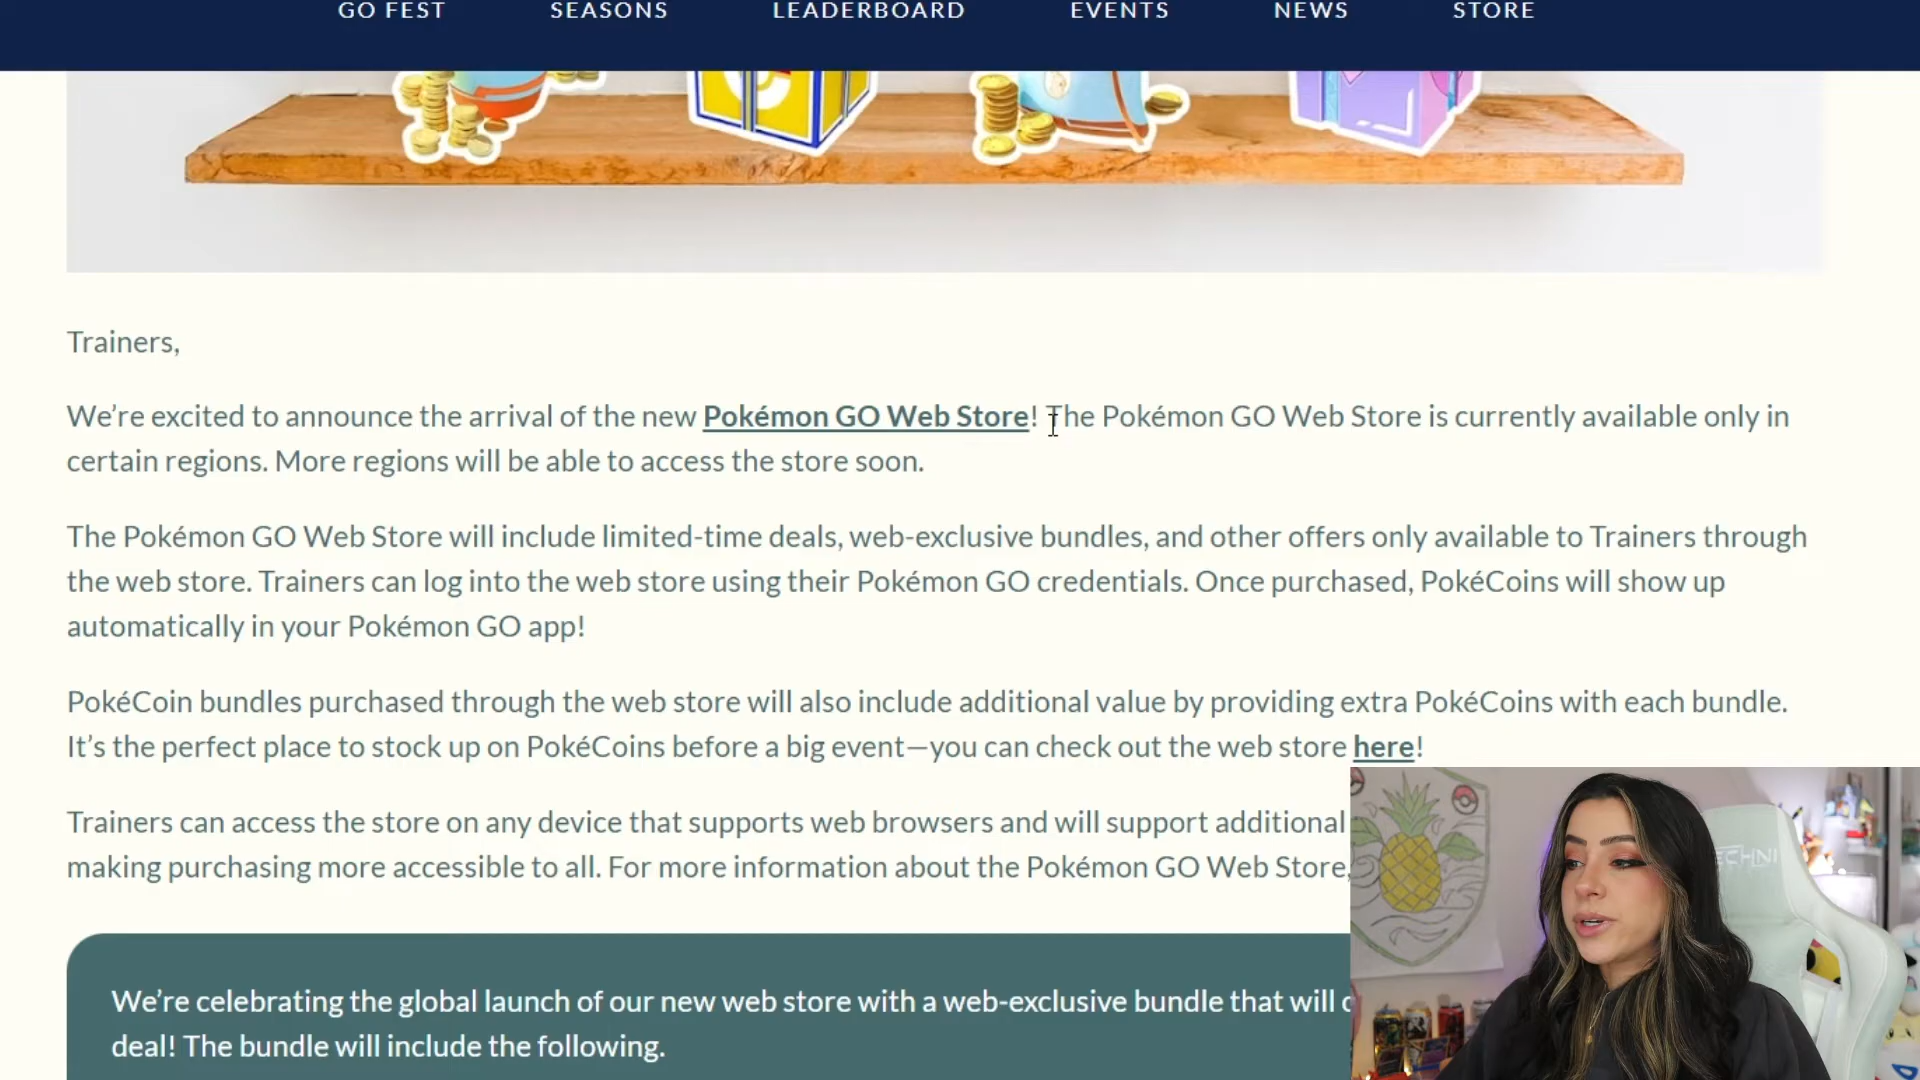 GO FEST SEASONS LEADERBOARD EVENTS NEWS STORE
Trainers,
We’re excited to announce the arrival of the new Pokémon GO Web Store! The Pokémon GO Web Store is currently available only in
certain regions. More regions will be able to access the store soon.
The Pokémon GO Web Store will include limited-time deals, web-exclusive bundles, and other offers only available to Trainers through
the web store. Trainers can log into the web store using their Pokémon GO credentials. Once purchased, PokéCoins will show up
automatically in your Pokémon GO app!
PokéCoin bundles purchased through the web store will also include additional value by providing extra PokéCoins with each bundle.
It’s the perfect place to stock up on PokéCoins before a big event—you can check out the web store here!
Trainers can access the store on any device that supports web browsers and will support additional
making purchasing more accessible to all. For more information about the Pokémon GO Web Store,
ECHNI
We’re celebrating the global launch of our new web store with a web-exclusive bundle that will
deal! The bundle will include the following.